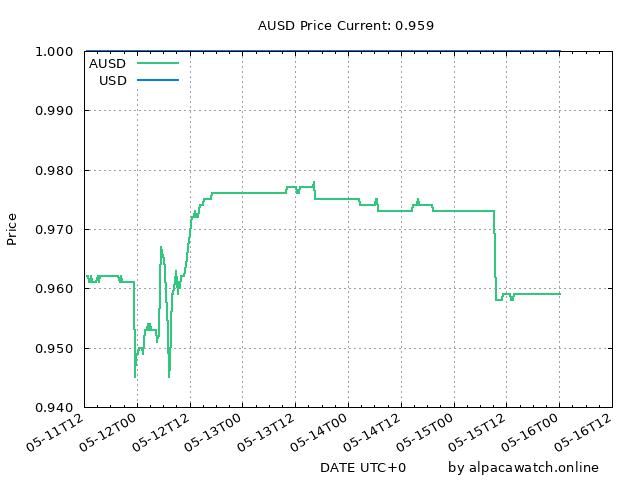 AUSD Price Current: 0.959
1.000
AUSD
USD
0.990
0.980
0.970
Price
0.960
0.950
0.940
05-11T12
05-12T00
05-12T12
05-13T00
05-13T12
05-14T00
05-14T12
05-15T00
05-15T12
05-16T00
05-16T12
DATE UTC+0 by alpacawatch.online